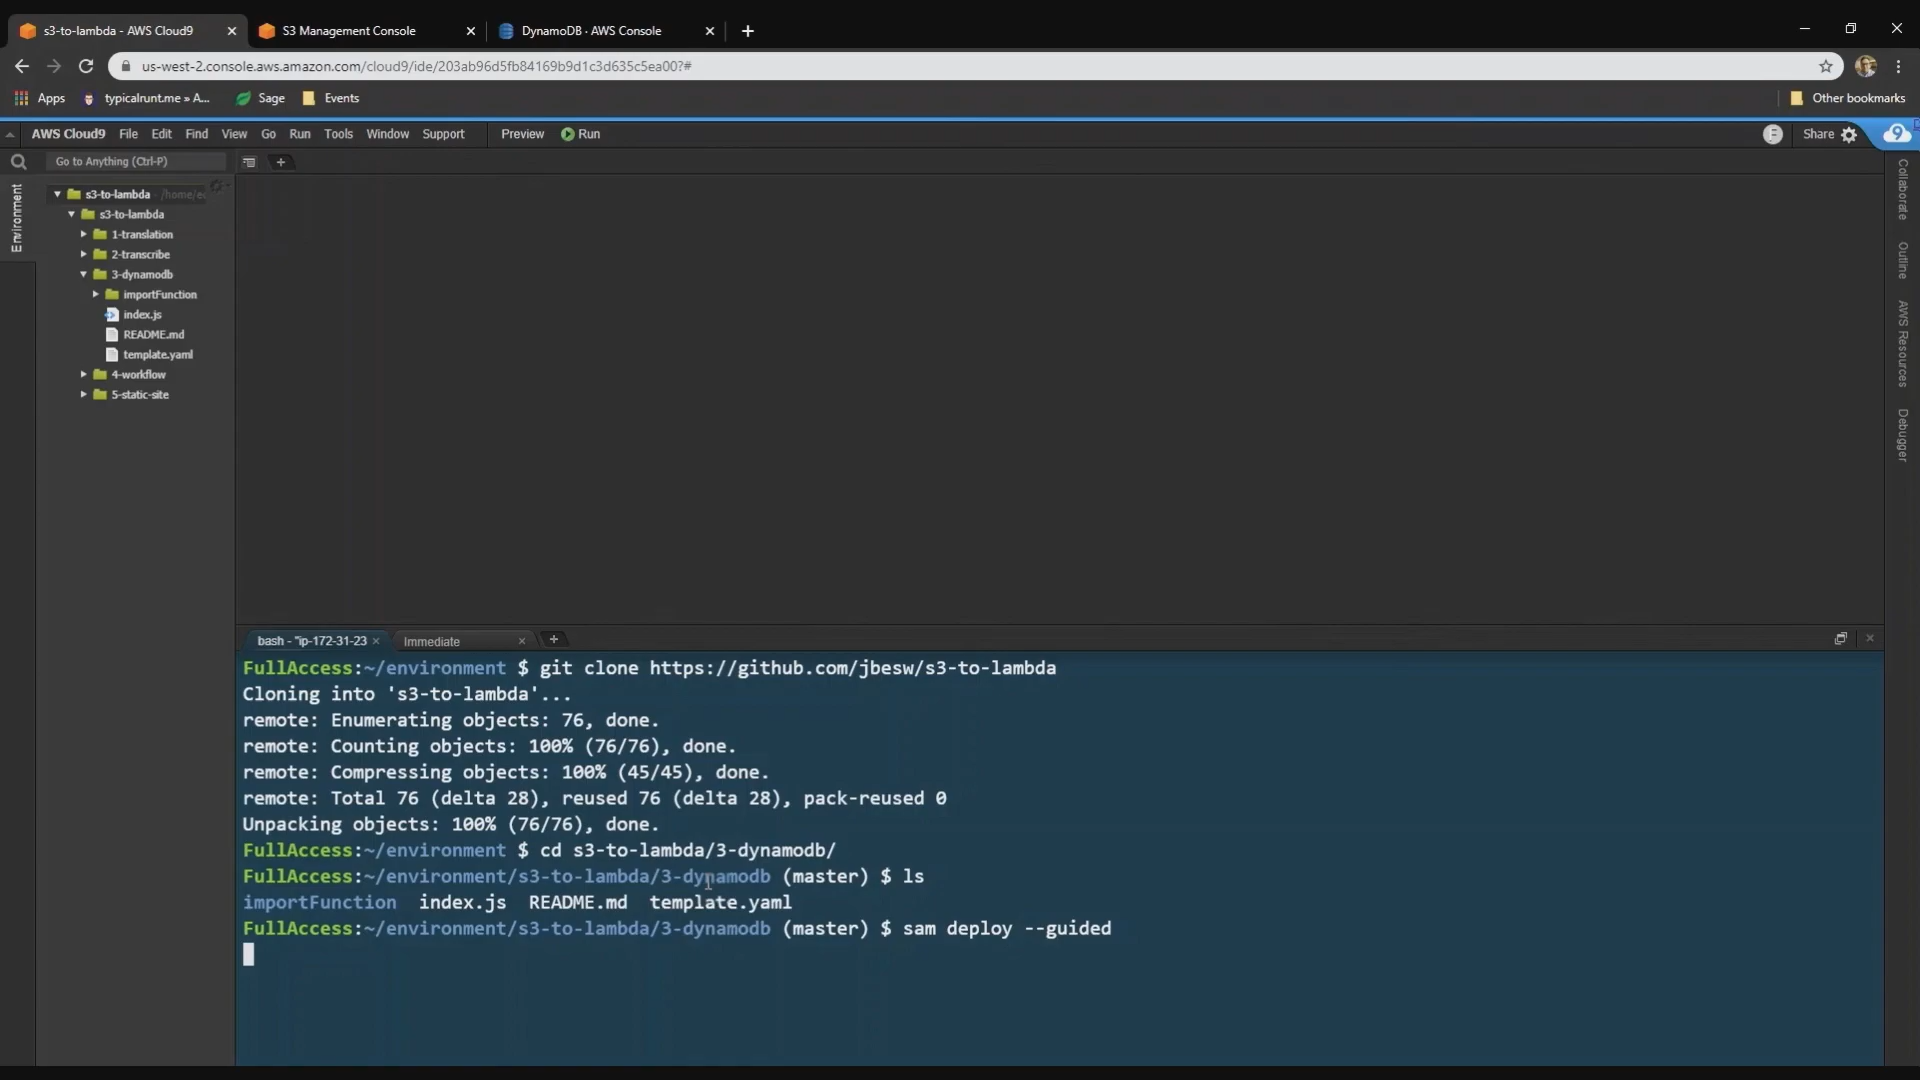 s3-to-lambda - AWS Cloud9
S3 Management Console
DynamoDB · AWS Console
us-west-2.console.aws.amazon.com/cloud9/ide/203ab96d5fb84169b9d1c3d635c5ea00?#
Apps
typicalrunt.me » A...
Sage
Events
Other bookmarks
AWS Cloud9 File Edit Find View Go Run Tools Window Support Preview Run
E
Share
9
Go to Anything (Ctrl-P)
Environment
s3-to-lambda - /home/ec
s3-to-lambda
1-translation
2-transcribe
3-dynamodb
importFunction
index.js
README.md
template.yaml
4-workflow
5-static-site
Collaborate
Outline
AWS Resources
Debugger
bash - "ip-172-31-23
Immediate
FullAccess:~/environment $ git clone https://github.com/jbesw/s3-to-lambda
Cloning into 's3-to-lambda'...
remote: Enumerating objects: 76, done.
remote: Counting objects: 100% (76/76), done.
remote: Compressing objects: 100% (45/45), done.
remote: Total 76 (delta 28), reused 76 (delta 28), pack-reused 0
Unpacking objects: 100% (76/76), done.
FullAccess:~/environment $ cd s3-to-lambda/3-dynamodb/
FullAccess:~/environment/s3-to-lambda/3-dynamodb (master) $ ls
importFunction index.js README.md template.yaml
FullAccess:~/environment/s3-to-lambda/3-dynamodb (master) $ sam deploy --guided